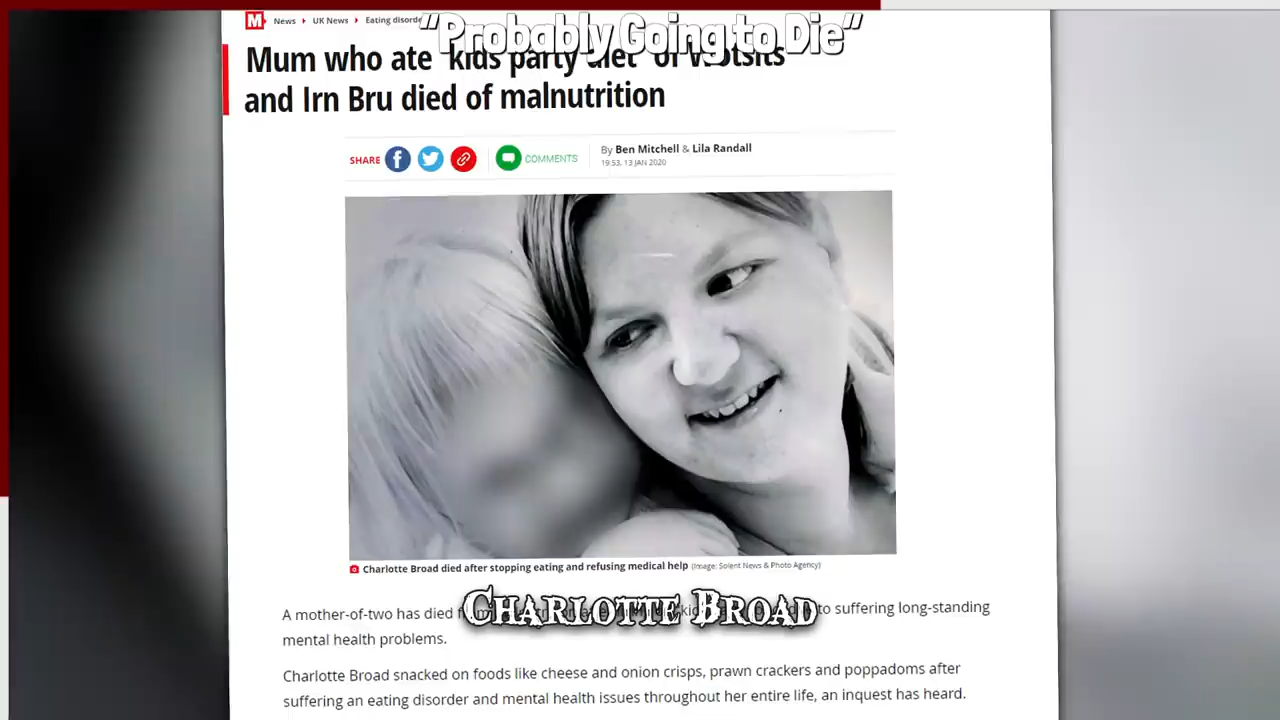 M News ▸ UK News ▸ Eating
"Probably Going to Die"
Mum who ate 'kids party diet' of Wotsits
and Irn Bru died of malnutrition
SHARE
COMMENTS
By Ben Mitchell & Lila Randall
19:53, 13 JAN 2020
Charlotte Broad died after stopping eating and refusing medical help (Image: Solent News & Photo Agency)
Charlotte Broad
A mother-of-two has died to suffering long-standing
mental health problems.
Charlotte Broad snacked on foods like cheese and onion crisps, prawn crackers and poppadoms after
suffering an eating disorder and mental health issues throughout her entire life, an inquest has heard.